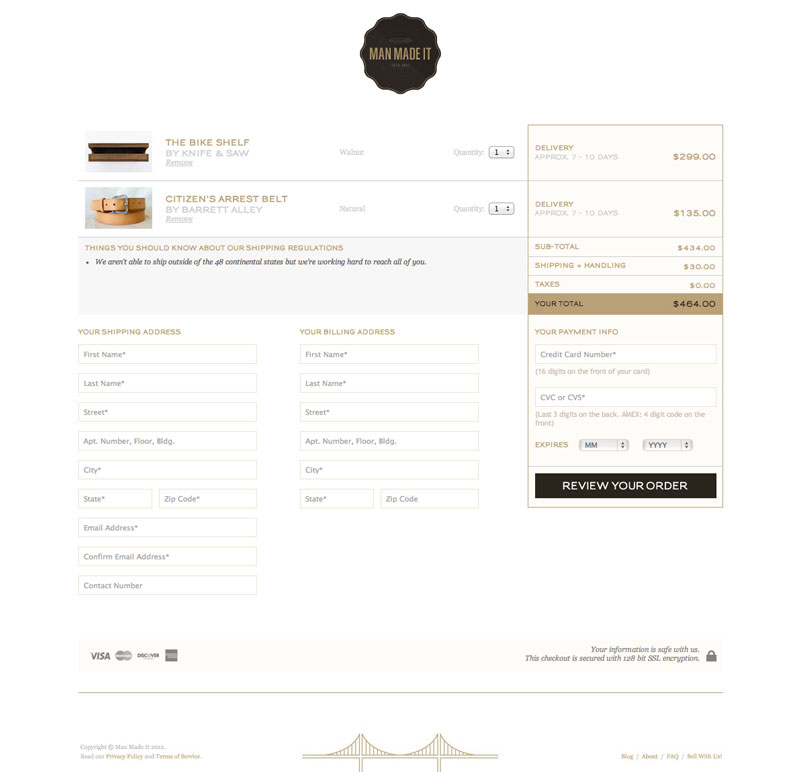 MAN MADE IT
THE BIKE SHELF
BY KNIFE & SAW
Remove
Walnut
Quantity: 1
DELIVERY
APPROX. 7 - 10 DAYS
$299.00
CITIZEN'S ARREST BELT
BY BARRETT ALLEY
Remove
Natural
Quantity: 1
DELIVERY
APPROX. 7 - 10 DAYS
$135.00
THINGS YOU SHOULD KNOW ABOUT OUR SHIPPING REGULATIONS
• We aren't able to ship outside of the 48 continental states but we're working hard to reach all of you.
SUB-TOTAL $434.00
SHIPPING + HANDLING $30.00
TAXES $0.00
YOUR TOTAL $464.00
YOUR SHIPPING ADDRESS
First Name*
Last Name*
Street*
Apt. Number, Floor, Bldg.
City*
State* Zip Code*
Email Address*
Confirm Email Address*
Contact Number
YOUR BILLING ADDRESS
First Name*
Last Name*
Street*
Apt. Number, Floor, Bldg.
City*
State* Zip Code
YOUR PAYMENT INFO
Credit Card Number*
(16 digits on the front of your card)
CVC or CVS*
(Last 3 digits on the back. AMEX: 4 digit code on the
front)
EXPIRES MM YYYY
REVIEW YOUR ORDER
VISA MasterCard DISCOVER
Your information is safe with us.
This checkout is secured with 128 bit SSL encryption.
Copyright © Man Made It 2012.
Read our Privacy Policy and Terms of Service.
Blog / About / FAQ / Sell With Us!